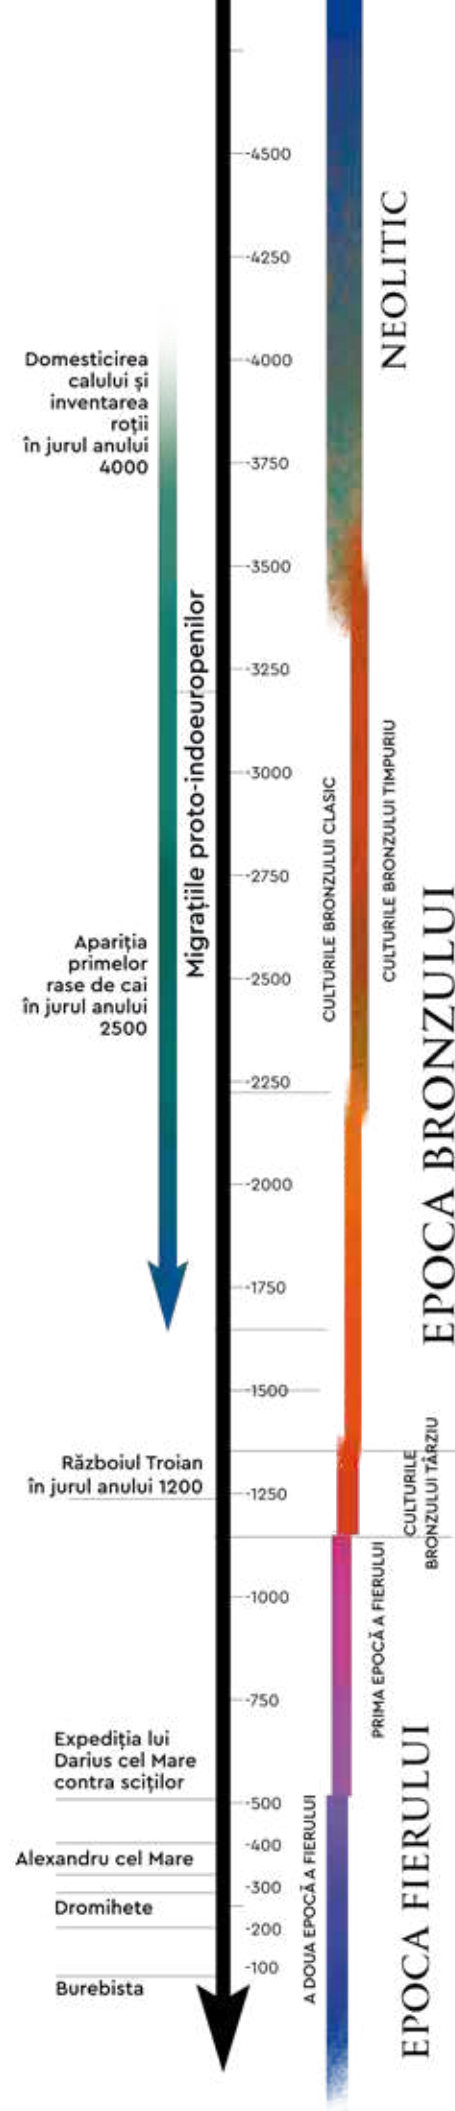 -4500
-4250
NEOLITIC
Domesticirea
calului și
inventarea
roții
în jurul anului
4000
-4000
-3750
-3500
Migrațiile proto-indoeuropenilor
-3250
-3000
CULTURILE BRONZULUI CLASIC
CULTURILE BRONZULUI TIMPURIU
-2750
Apariția
primelor
rase de cai
în jurul anului
2500
-2500
-2250
EPOCA BRONZULUI
-2000
-1750
-1500
Războiul Troian
în jurul anului 1200
-1250
CULTURILE
BRONZULUI TÂRZIU
-1000
PRIMA EPOCĂ A FIERULUI
-750
Expediția lui
Darius cel Mare
contra sciților
-500
EPOCA FIERULUI
A DOUA EPOCĂ A FIERULUI
-400
Alexandru cel Mare
-300
Dromihete
-200
-100
Burebista